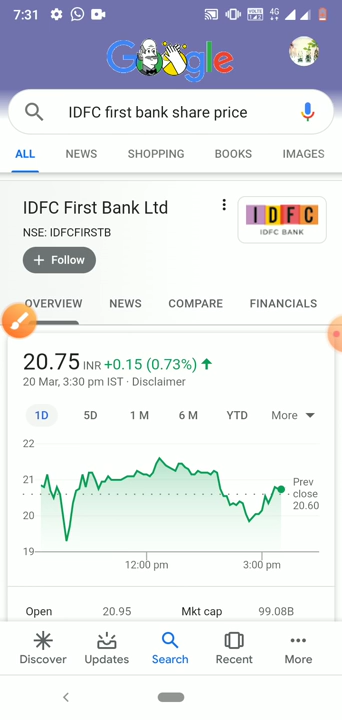 7:31
4G
Google
IDFC first bank share price
ALL NEWS SHOPPING BOOKS IMAGES
IDFC First Bank Ltd
NSE: IDFCFIRSTB
+ Follow
IDFC
IDFC BANK
OVERVIEW NEWS COMPARE FINANCIALS
20.75 INR +0.15 (0.73%)
20 Mar, 3:30 pm IST · Disclaimer
1D 5D 1 M 6 M YTD More
22
21
20
19
Prev
close
20.60
12:00 pm 3:00 pm
Open 20.95 Mkt cap 99.08B
Discover Updates Search Recent More